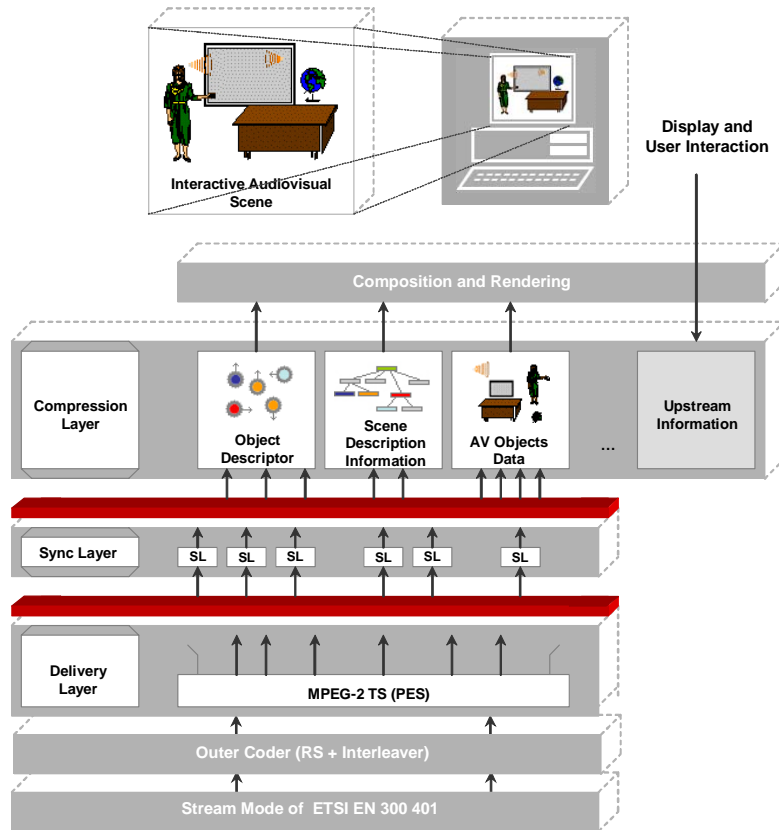 Interactive Audiovisual
Scene
Display and
User Interaction
Composition and Rendering
Compression
Layer
Object
Descriptor
Scene
Description
Information
AV Objects
Data
...
Upstream
Information
Sync Layer
SL
SL
SL
SL
SL
SL
Delivery
Layer
MPEG-2 TS (PES)
Outer Coder (RS + Interleaver)
Stream Mode of ETSI EN 300 401